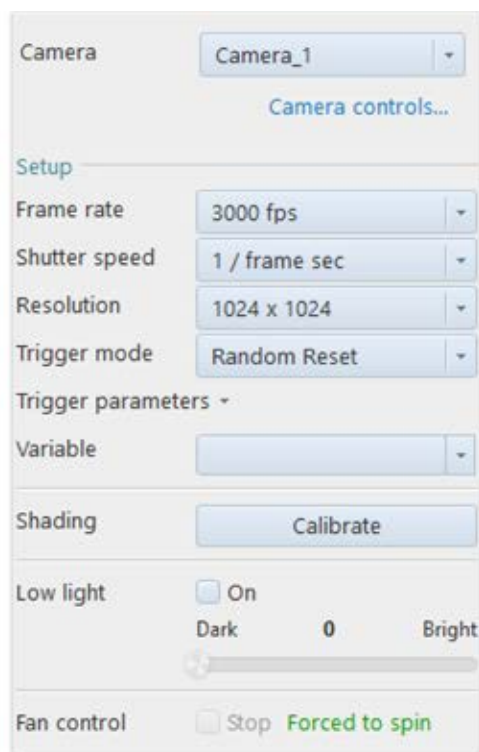 Camera Camera_1
Camera controls...
Setup
Frame rate 3000 fps
Shutter speed 1 / frame sec
Resolution 1024 x 1024
Trigger mode Random Reset
Trigger parameters
Variable
Shading Calibrate
Low light On
Dark 0 Bright
Fan control Stop Forced to spin